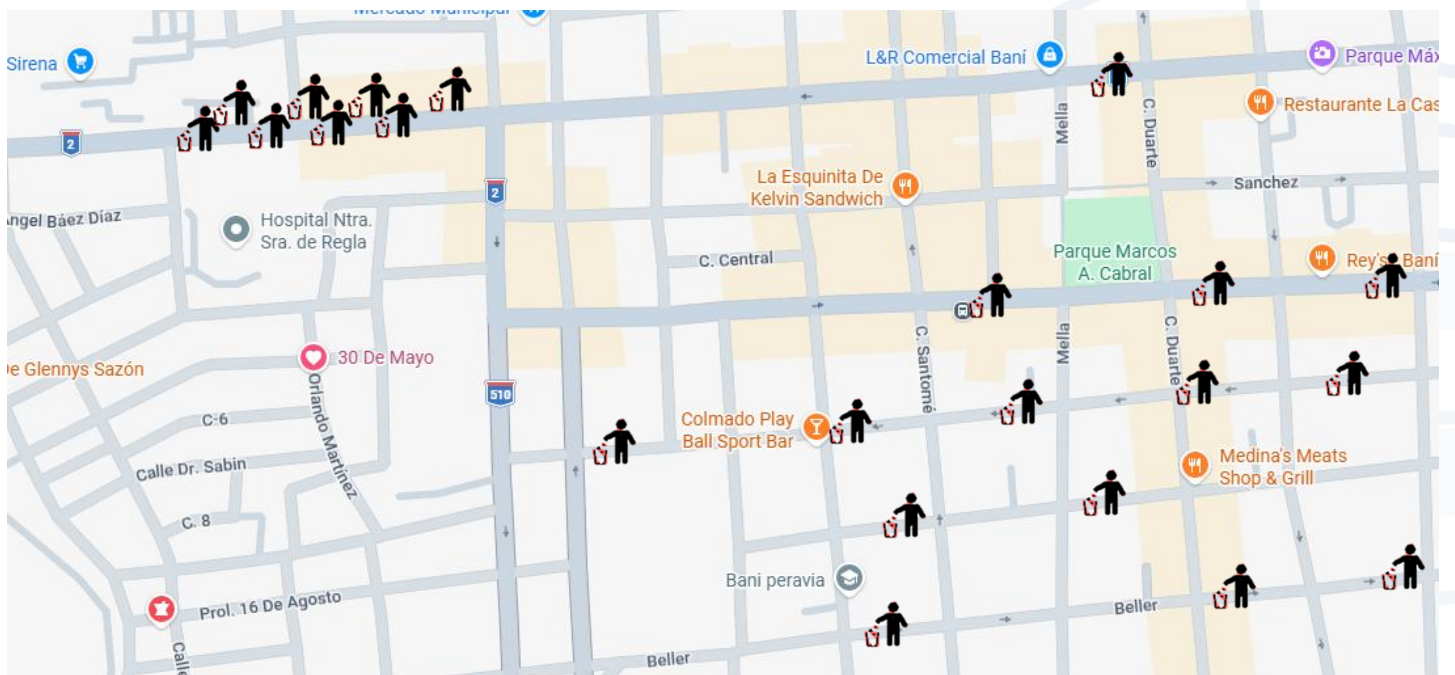 Mercado Municipal
Sirena
L&R Comercial Baní
Parque Máx
Restaurante La Cas
2
Mella
C. Duarte
La Esquinita De
Kelvin Sandwich
2
Sanchez
Ángel Báez Díaz
Hospital Ntra.
Sra. de Regla
C. Central
Parque Marcos
A. Cabral
Rey's
Baní
De Glennys Sazón
30 De Mayo
C. Santomé
Mella
C. Duarte
510
Orlando Martínez
C-6
Colmado Play
Ball Sport Bar
Calle Dr. Sabin
Medina's Meats
Shop & Grill
C. 8
Bani peravia
Prol. 16 De Agosto
Beller
Calle
Beller